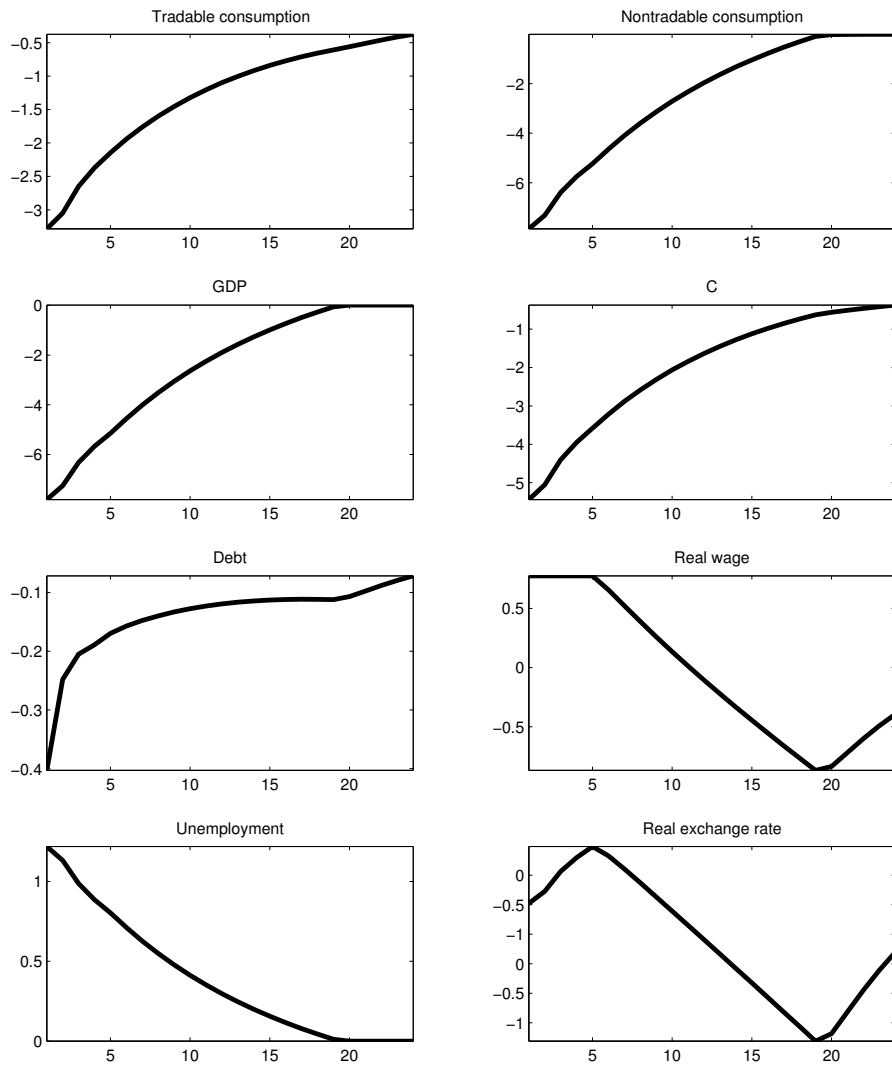 Tradable consumption
−0.5
−1
−1.5
−2
−2.5
−3
5 10 15 20
Nontradable consumption
−2
−4
−6
5 10 15 20
GDP
0
−2
−4
−6
5 10 15 20
C
−1
−2
−3
−4
−5
5 10 15 20
Debt
−0.1
−0.2
−0.3
−0.4
5 10 15 20
Real wage
0.5
0
−0.5
5 10 15 20
Unemployment
1
0.5
0
5 10 15 20
Real exchange rate
0
−0.5
−1
0
−0.5
−1
5 10 15 20